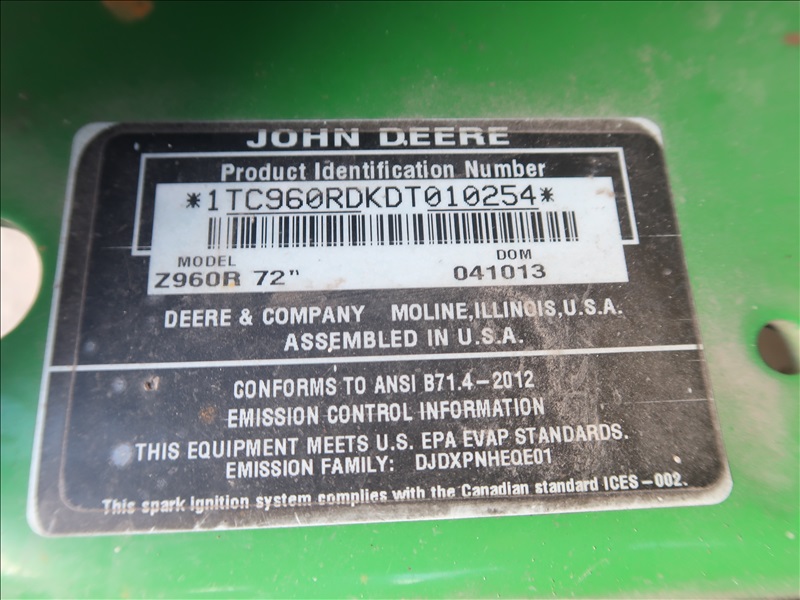 JOHN DEERE
Product Identification Number
*1TC960RDKDT010254*
MODEL DOM
Z960R 72" 041013
DEERE & COMPANY MOLINE, ILLINOIS, U.S.A.
ASSEMBLED IN U.S.A.
CONFORMS TO ANSI B71.4-2012
EMISSION CONTROL INFORMATION
THIS EQUIPMENT MEETS U.S. EPA EVAP STANDARDS.
EMISSION FAMILY: DJDXPNHEQE01
This spark ignition system complies with the Canadian standard ICES-002.